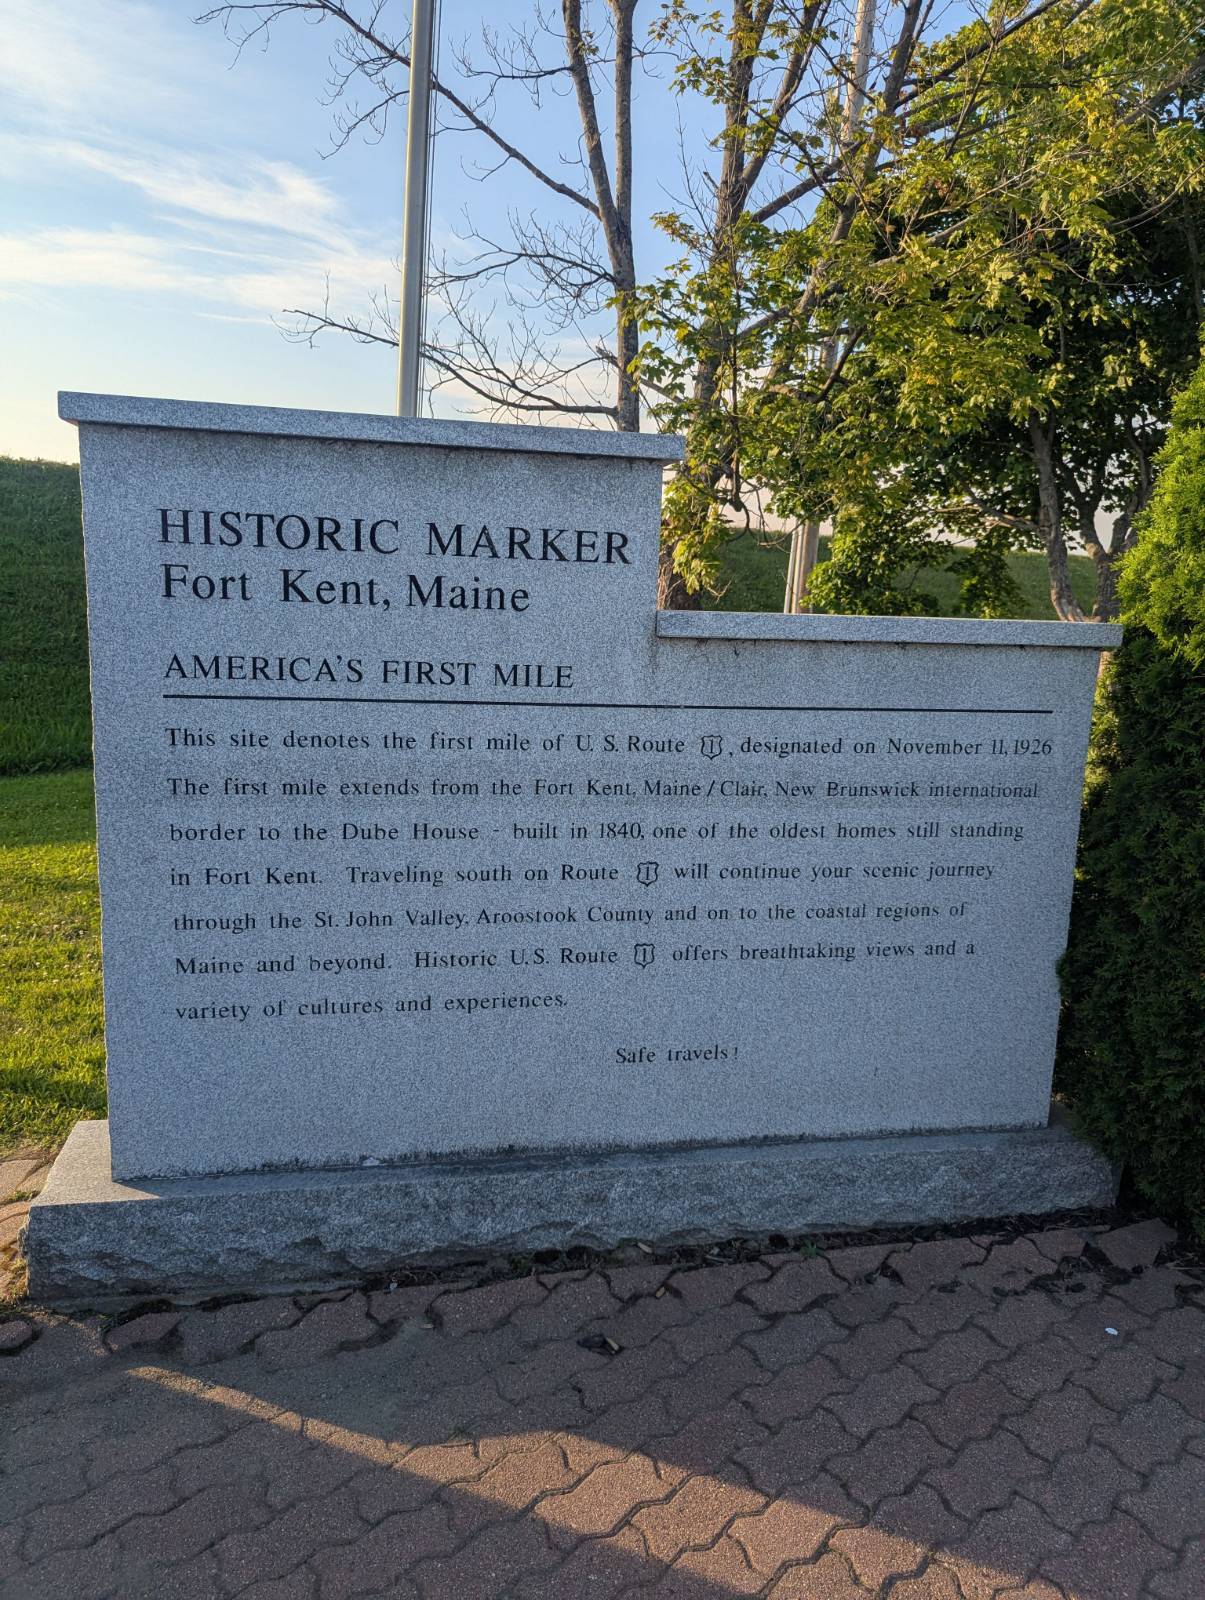 HISTORIC MARKER
Fort Kent, Maine
AMERICA'S FIRST MILE
This site denotes the first mile of U. S. Route 1, designated on November 11, 1926
The first mile extends from the Fort Kent, Maine / Clair, New Brunswick international
border to the Dube House - built in 1840, one of the oldest homes still standing
in Fort Kent. Traveling south on Route 1 will continue your scenic journey
through the St. John Valley, Aroostook County and on to the coastal regions of
Maine and beyond. Historic U.S. Route 1 offers breathtaking views and a
variety of cultures and experiences.
Safe travels!